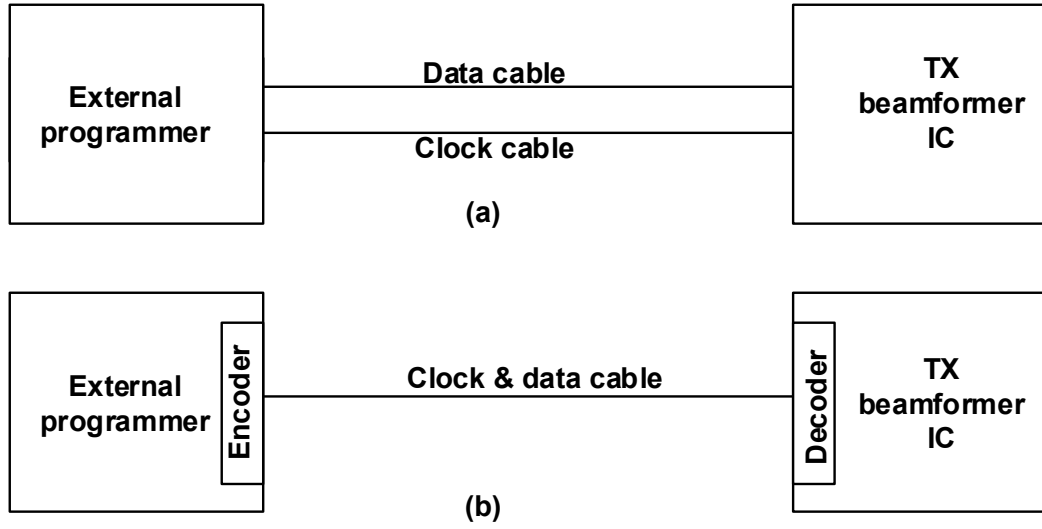 External
programmer
Data cable
Clock cable
TX
beamformer
IC
(a)
External
programmer
Encoder
Clock & data cable
Decoder
TX
beamformer
IC
(b)